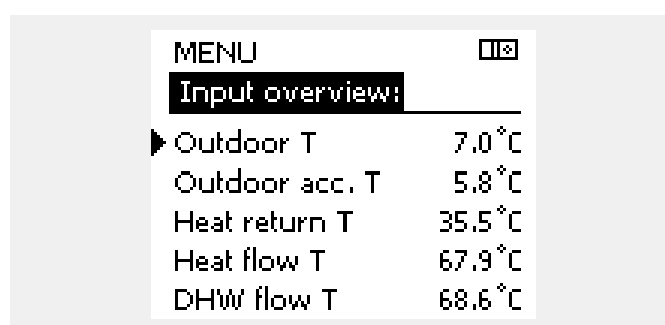 MENU
Input overview:
Outdoor T 7.0°C
Outdoor acc. T 5.8°C
Heat return T 35.5°C
Heat flow T 67.9°C
DHW flow T 68.6°C